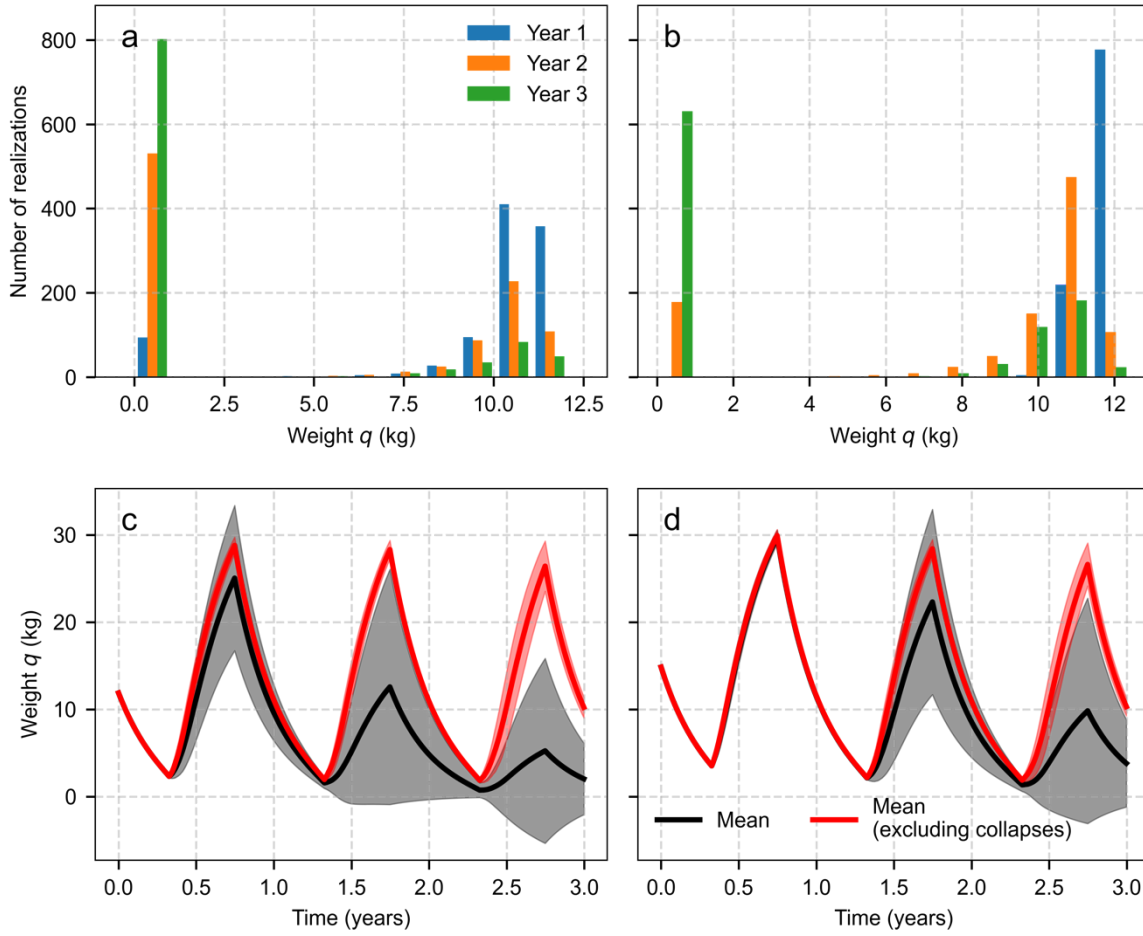 a
b
Year 1
Year 2
Year 3
Number of realizations
800
600
400
200
0
0.0 2.5 5.0 7.5 10.0 12.5
0 2 4 6 8 10 12
Weight q (kg)
Weight q (kg)
c
d
Weight q (kg)
30
20
10
0
Mean
Mean
(excluding collapses)
0.0 0.5 1.0 1.5 2.0 2.5 3.0
0.0 0.5 1.0 1.5 2.0 2.5 3.0
Time (years)
Time (years)